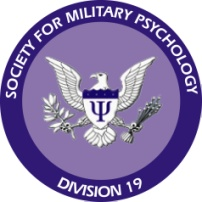 SOCIETY FOR MILITARY PSYCHOLOGY
Ψ
DIVISION 19